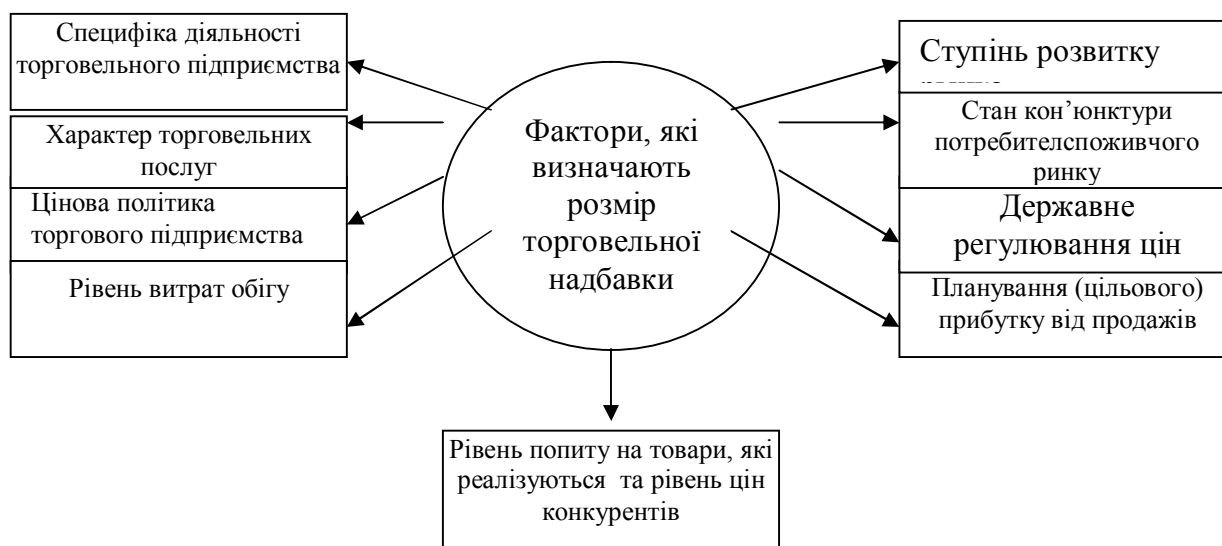 Специфіка діяльності
торговельного підприємства
Характер торговельних
послуг
Цінова політика
торгового підприємства
Рівень витрат обігу
Фактори, які
визначають
розмір
торговельної
надбавки
Ступінь розвитку
Стан кон’юнктури
потребителспоживчого
ринку
Державне
регулювання цін
Планування (цільового)
прибутку від продажів
Рівень попиту на товари, які
реалізуються та рівень цін
конкурентів